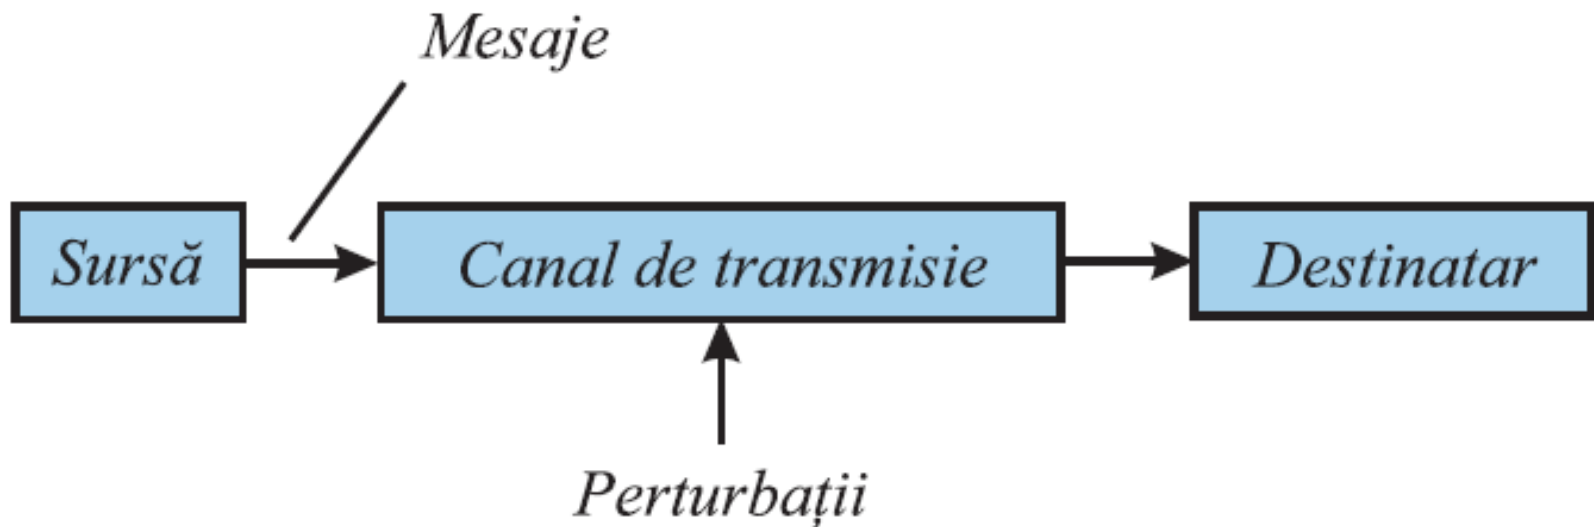 Mesaje
Sursă
Canal de transmisie
Destinatar
Perturbații